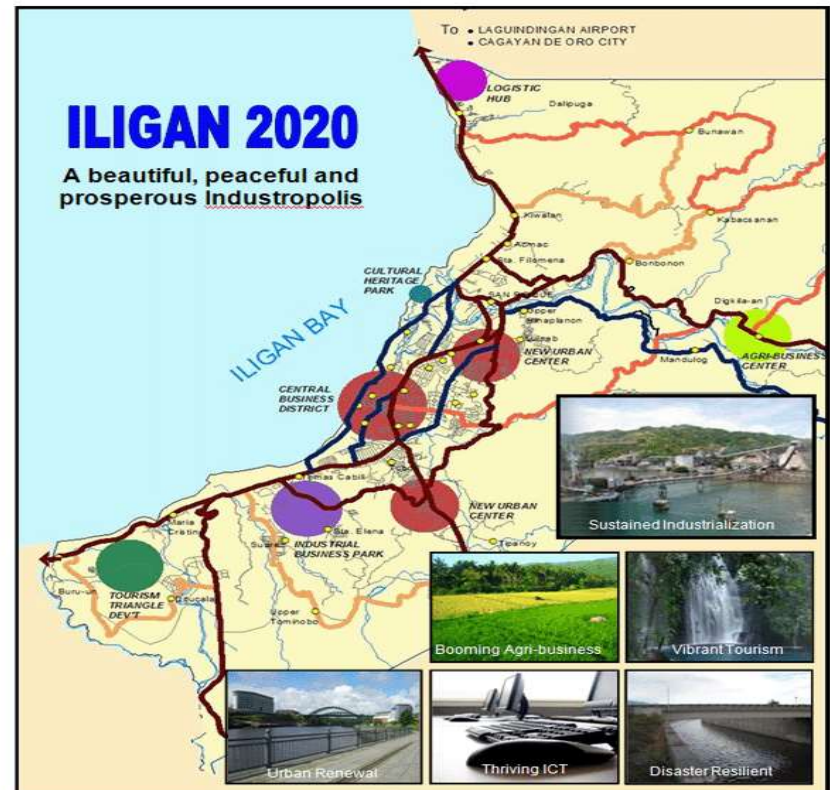 To • LAGUINDINGAN AIRPORT
• CAGAYAN DE ORO CITY
LOGISTIC
HUB
Dalipuga
ILIGAN 2020
A beautiful, peaceful and
prosperous Industropolis
Bunawan
Kiwalan
Kabacsanan
Acmac
Sta. Filomena
Bonbonon
CULTURAL
HERITAGE
PARK
Digkilaan
Upper
Hinaplanon
ILIGAN BAY
NEW URBAN
CENTER
Mandulog
AGRI-BUSINESS
CENTER
CENTRAL
BUSINESS
DISTRICT
Tomas Cabili
Sustained Industrialization
Maria
NEW URBAN
CENTER
Sta. Elena
INDUSTRIAL
BUSINESS PARK
Tipanoy
Buru-un
TOURISM
TRIANGLE
DEV'T
Upper
Tominobo
Booming Agri-business
Vibrant Tourism
Urban Renewal
Thriving ICT
Disaster Resilient